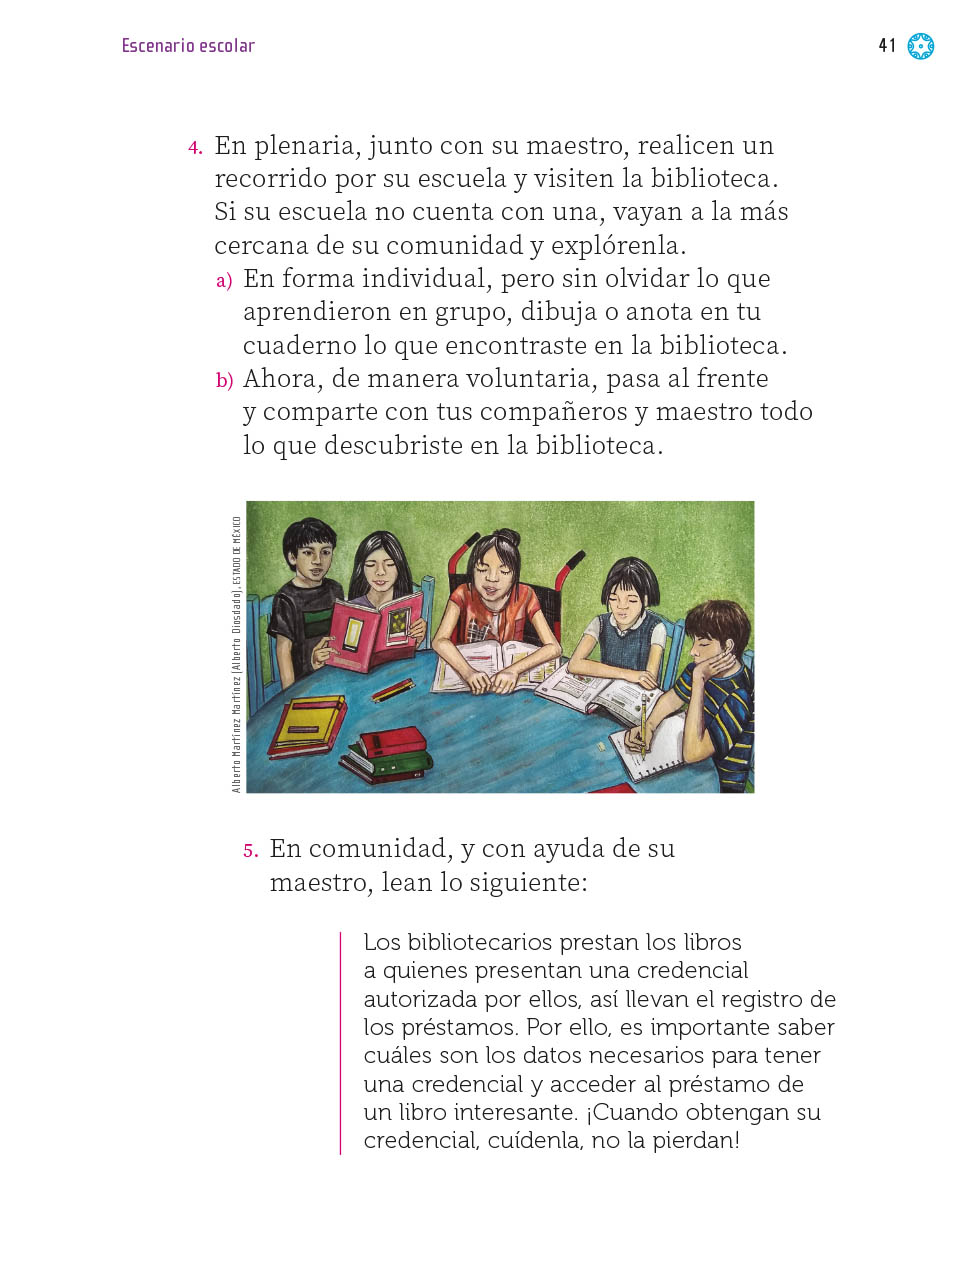 Escenario escolar
41
4. En plenaria, junto con su maestro, realicen un
recorrido por su escuela y visiten la biblioteca.
Si su escuela no cuenta con una, vayan a la más
cercana de su comunidad y explórenla.
a) En forma individual, pero sin olvidar lo que
aprendieron en grupo, dibuja o anota en tu
cuaderno lo que encontraste en la biblioteca.
b) Ahora, de manera voluntaria, pasa al frente
y comparte con tus compañeros y maestro todo
lo que descubriste en la biblioteca.
Alberto Martínez Martínez (Alberto Diosdado), ESTADO DE MÉXICO
5. En comunidad, y con ayuda de su
maestro, lean lo siguiente:
Los bibliotecarios prestan los libros
a quienes presentan una credencial
autorizada por ellos, así llevan el registro de
los préstamos. Por ello, es importante saber
cuáles son los datos necesarios para tener
una credencial y acceder al préstamo de
un libro interesante. ¡Cuando obtengan su
credencial, cuídenla, no la pierdan!